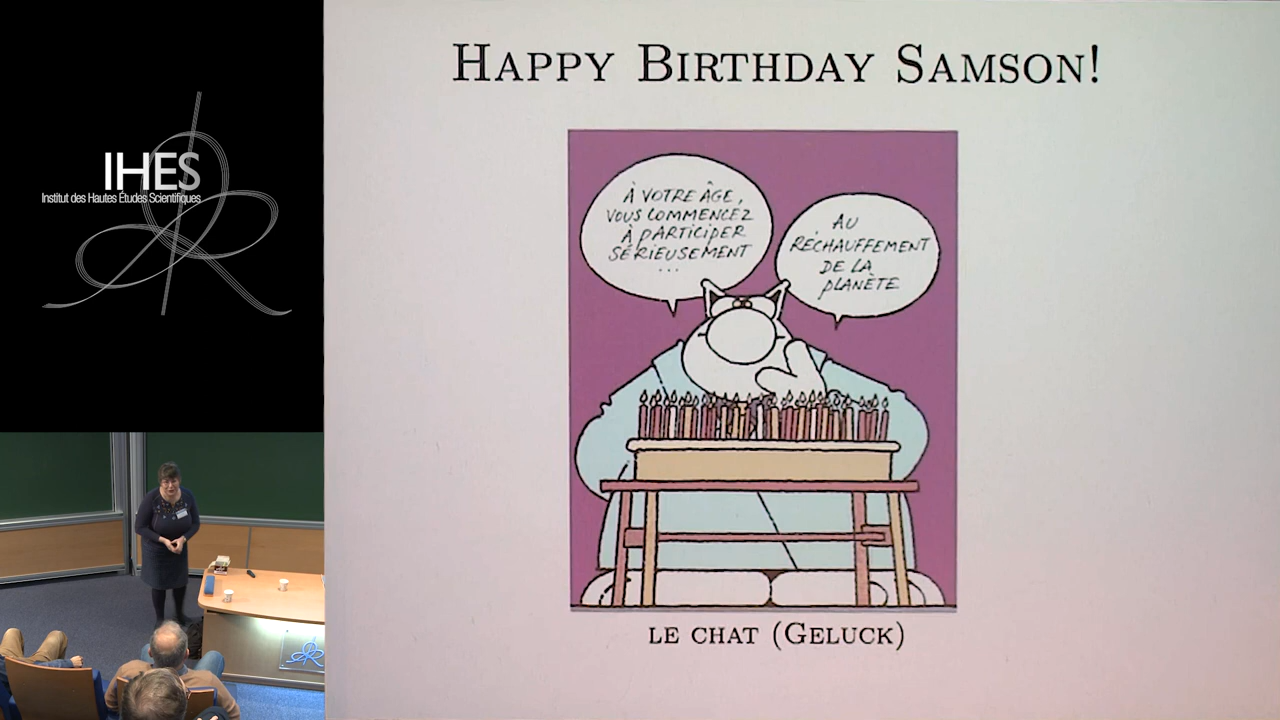 IHES
Institut des Hautes Études Scientifiques
HAPPY BIRTHDAY SAMSON!
À VOTRE ÂGE,
VOUS COMMENCEZ
À PARTICIPER
SÉRIEUSEMENT
...
AU
RÉCHAUFFEMENT
DE LA
PLANÈTE
LE CHAT (GELUCK)